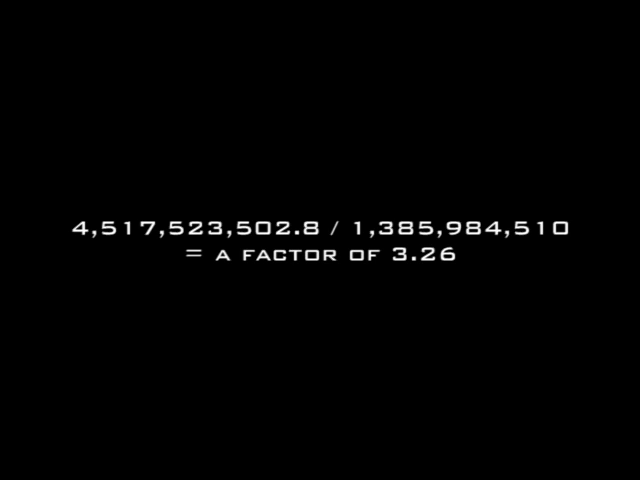 4,517,523,502.8 / 1,385,984,510
= A FACTOR OF 3.26